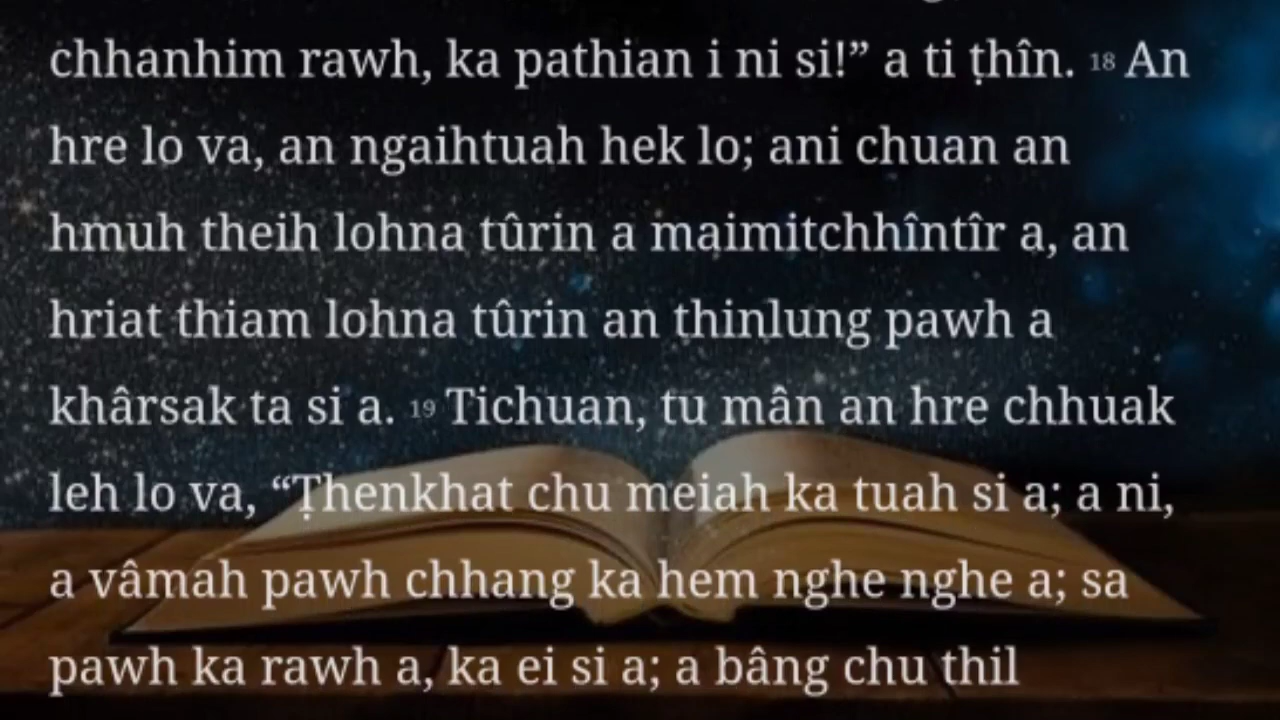 chhanhim rawh, ka pathian i ni si!” a ti ṭhîn. 18 An
hre lo va, an ngaihtuah hek lo; ani chuan an
hmuh theih lohna tûrin a maimitchhîntîr a, an
hriat thiam lohna tûrin an thinlung pawh a
khârsak ta si a. 19 Tichuan, tu mân an hre chhuak
leh lo va, “Ṭhenkhat chu meiah ka tuah si a; a ni,
a vâmah pawh chhang ka hem nghe nghe a; sa
pawh ka rawh a, ka ei si a; a bâng chu thil